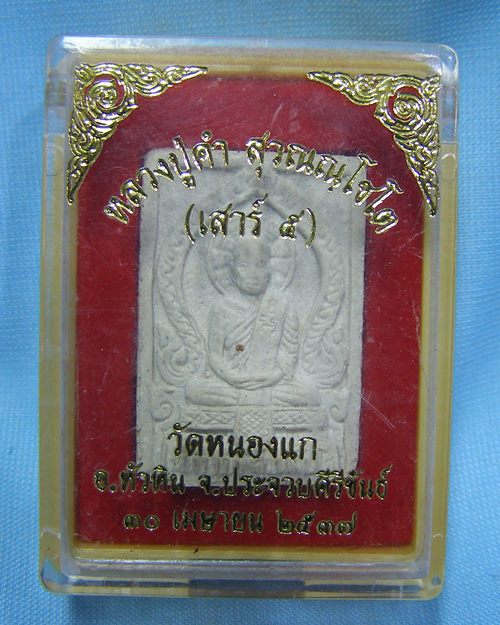 หลวงปู่คำ สุวณฺณโชโต
(เสาร์ ๕)
วัดหนองแก
อ.หัวหิน จ.ประจวบคีรีขันธ์
๓๐ เมษายน ๒๕๓๗